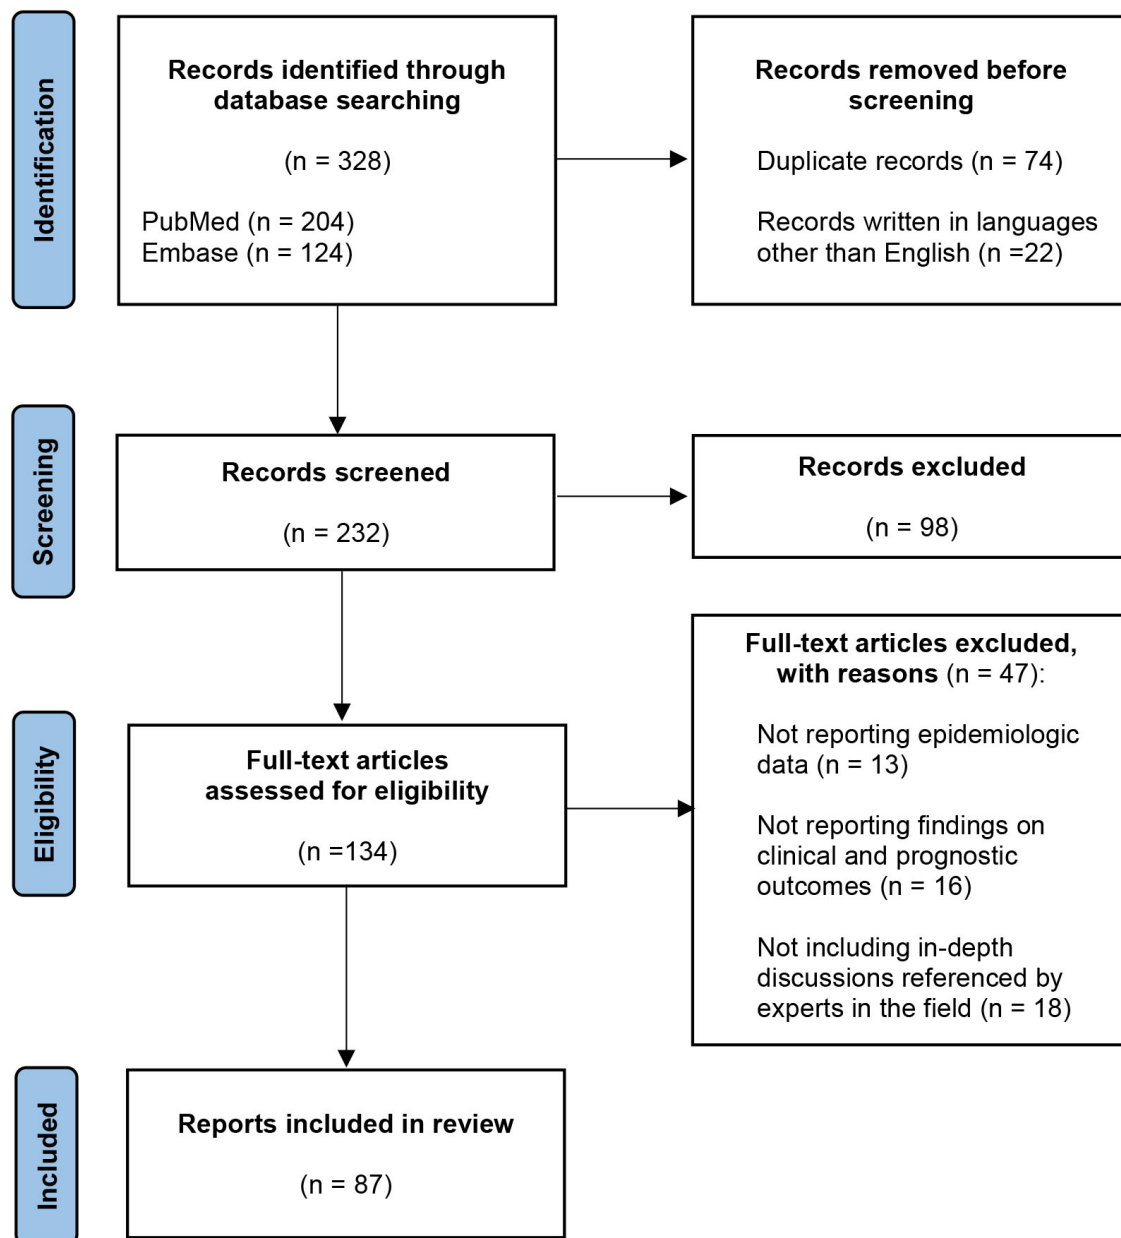 Identification
Records identified through
database searching
(n = 328)
PubMed (n = 204)
Embase (n = 124)
Records removed before
screening
Duplicate records (n = 74)
Records written in languages
other than English (n =22)
Screening
Records screened
(n = 232)
Records excluded
(n = 98)
Eligibility
Full-text articles
assessed for eligibility
(n =134)
Full-text articles excluded,
with reasons (n = 47):
Not reporting epidemiologic
data (n = 13)
Not reporting findings on
clinical and prognostic
outcomes (n = 16)
Not including in-depth
discussions referenced by
experts in the field (n = 18)
Included
Reports included in review
(n = 87)